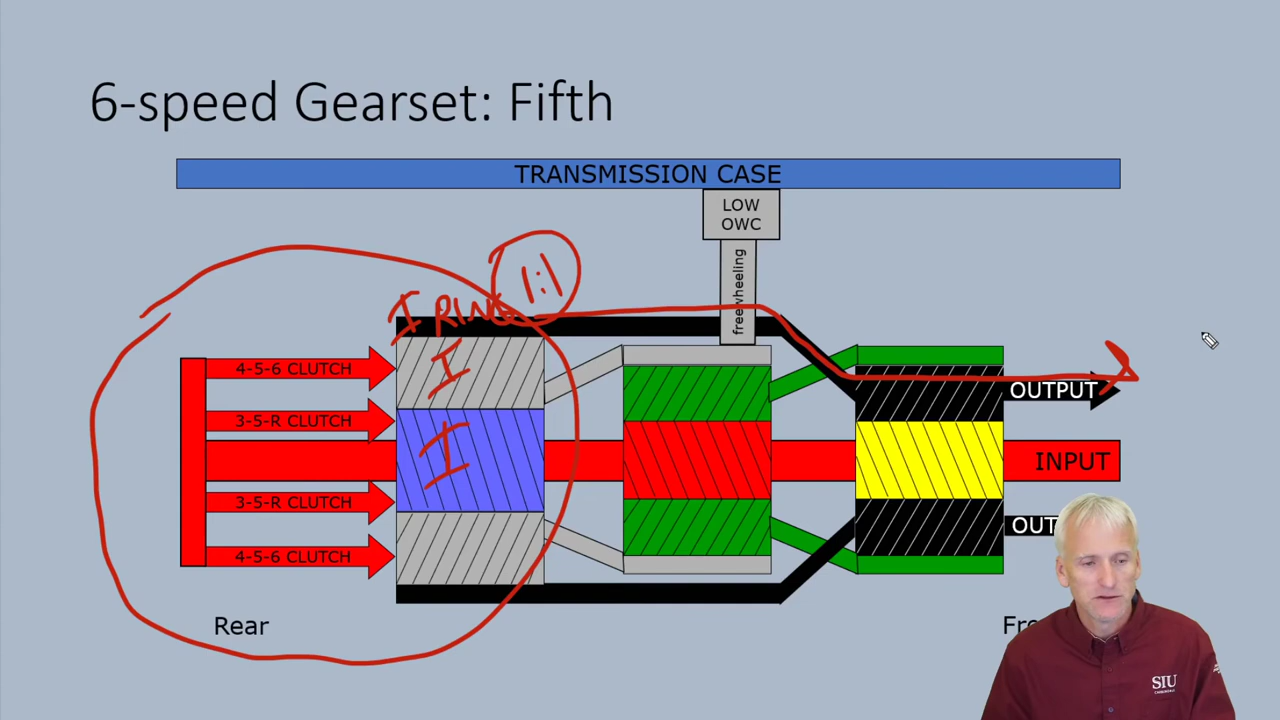 6-speed Gearset: Fifth
TRANSMISSION CASE
LOW
OWC
freewheeling
1:1
I RING
I
I
4-5-6 CLUTCH
3-5-R CLUTCH
3-5-R CLUTCH
4-5-6 CLUTCH
OUTPUT
INPUT
OUT
Rear
Fr
SIU
CARBONDALE